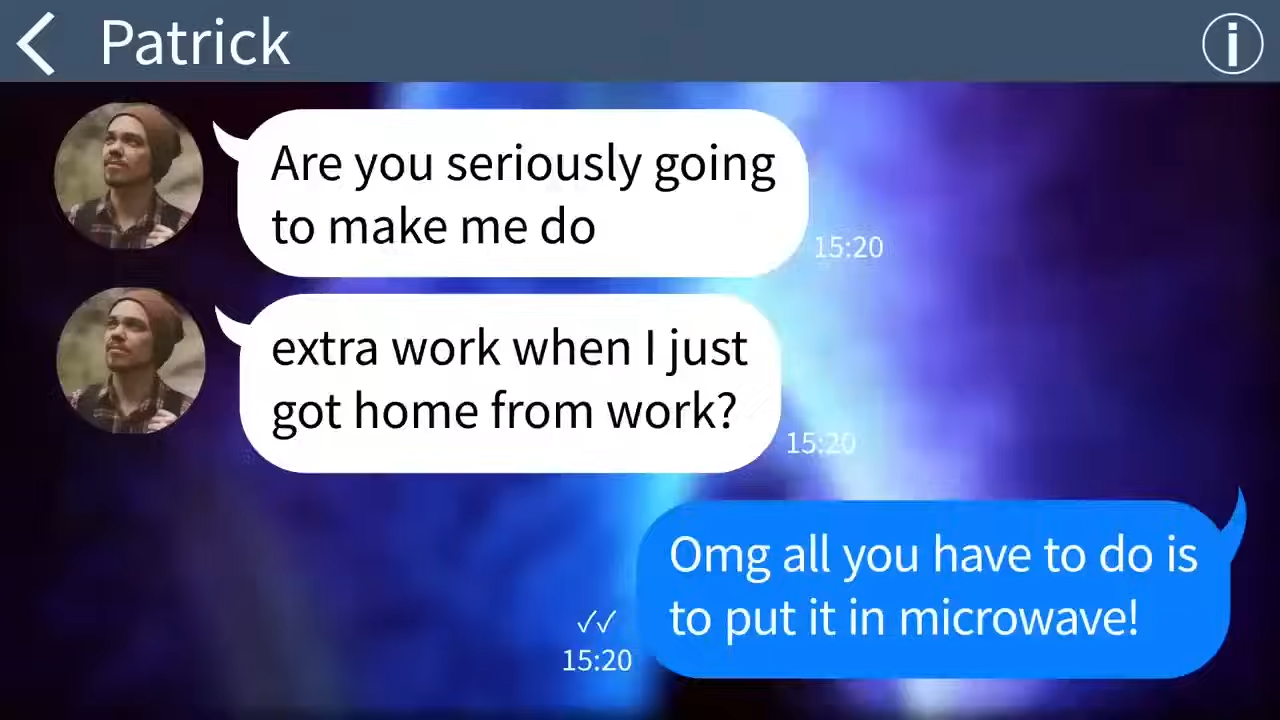 Patrick
Are you seriously going
to make me do
15:20
extra work when I just
got home from work?
15:20
Omg all you have to do is
to put it in microwave!
15:20